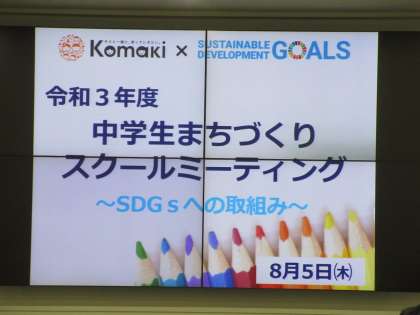 Komaki × SUSTAINABLE DEVELOPMENT GOALS
令和3年度
中学生まちづくり
スクールミーティング
～SDGsへの取組み～
8月5日㈭